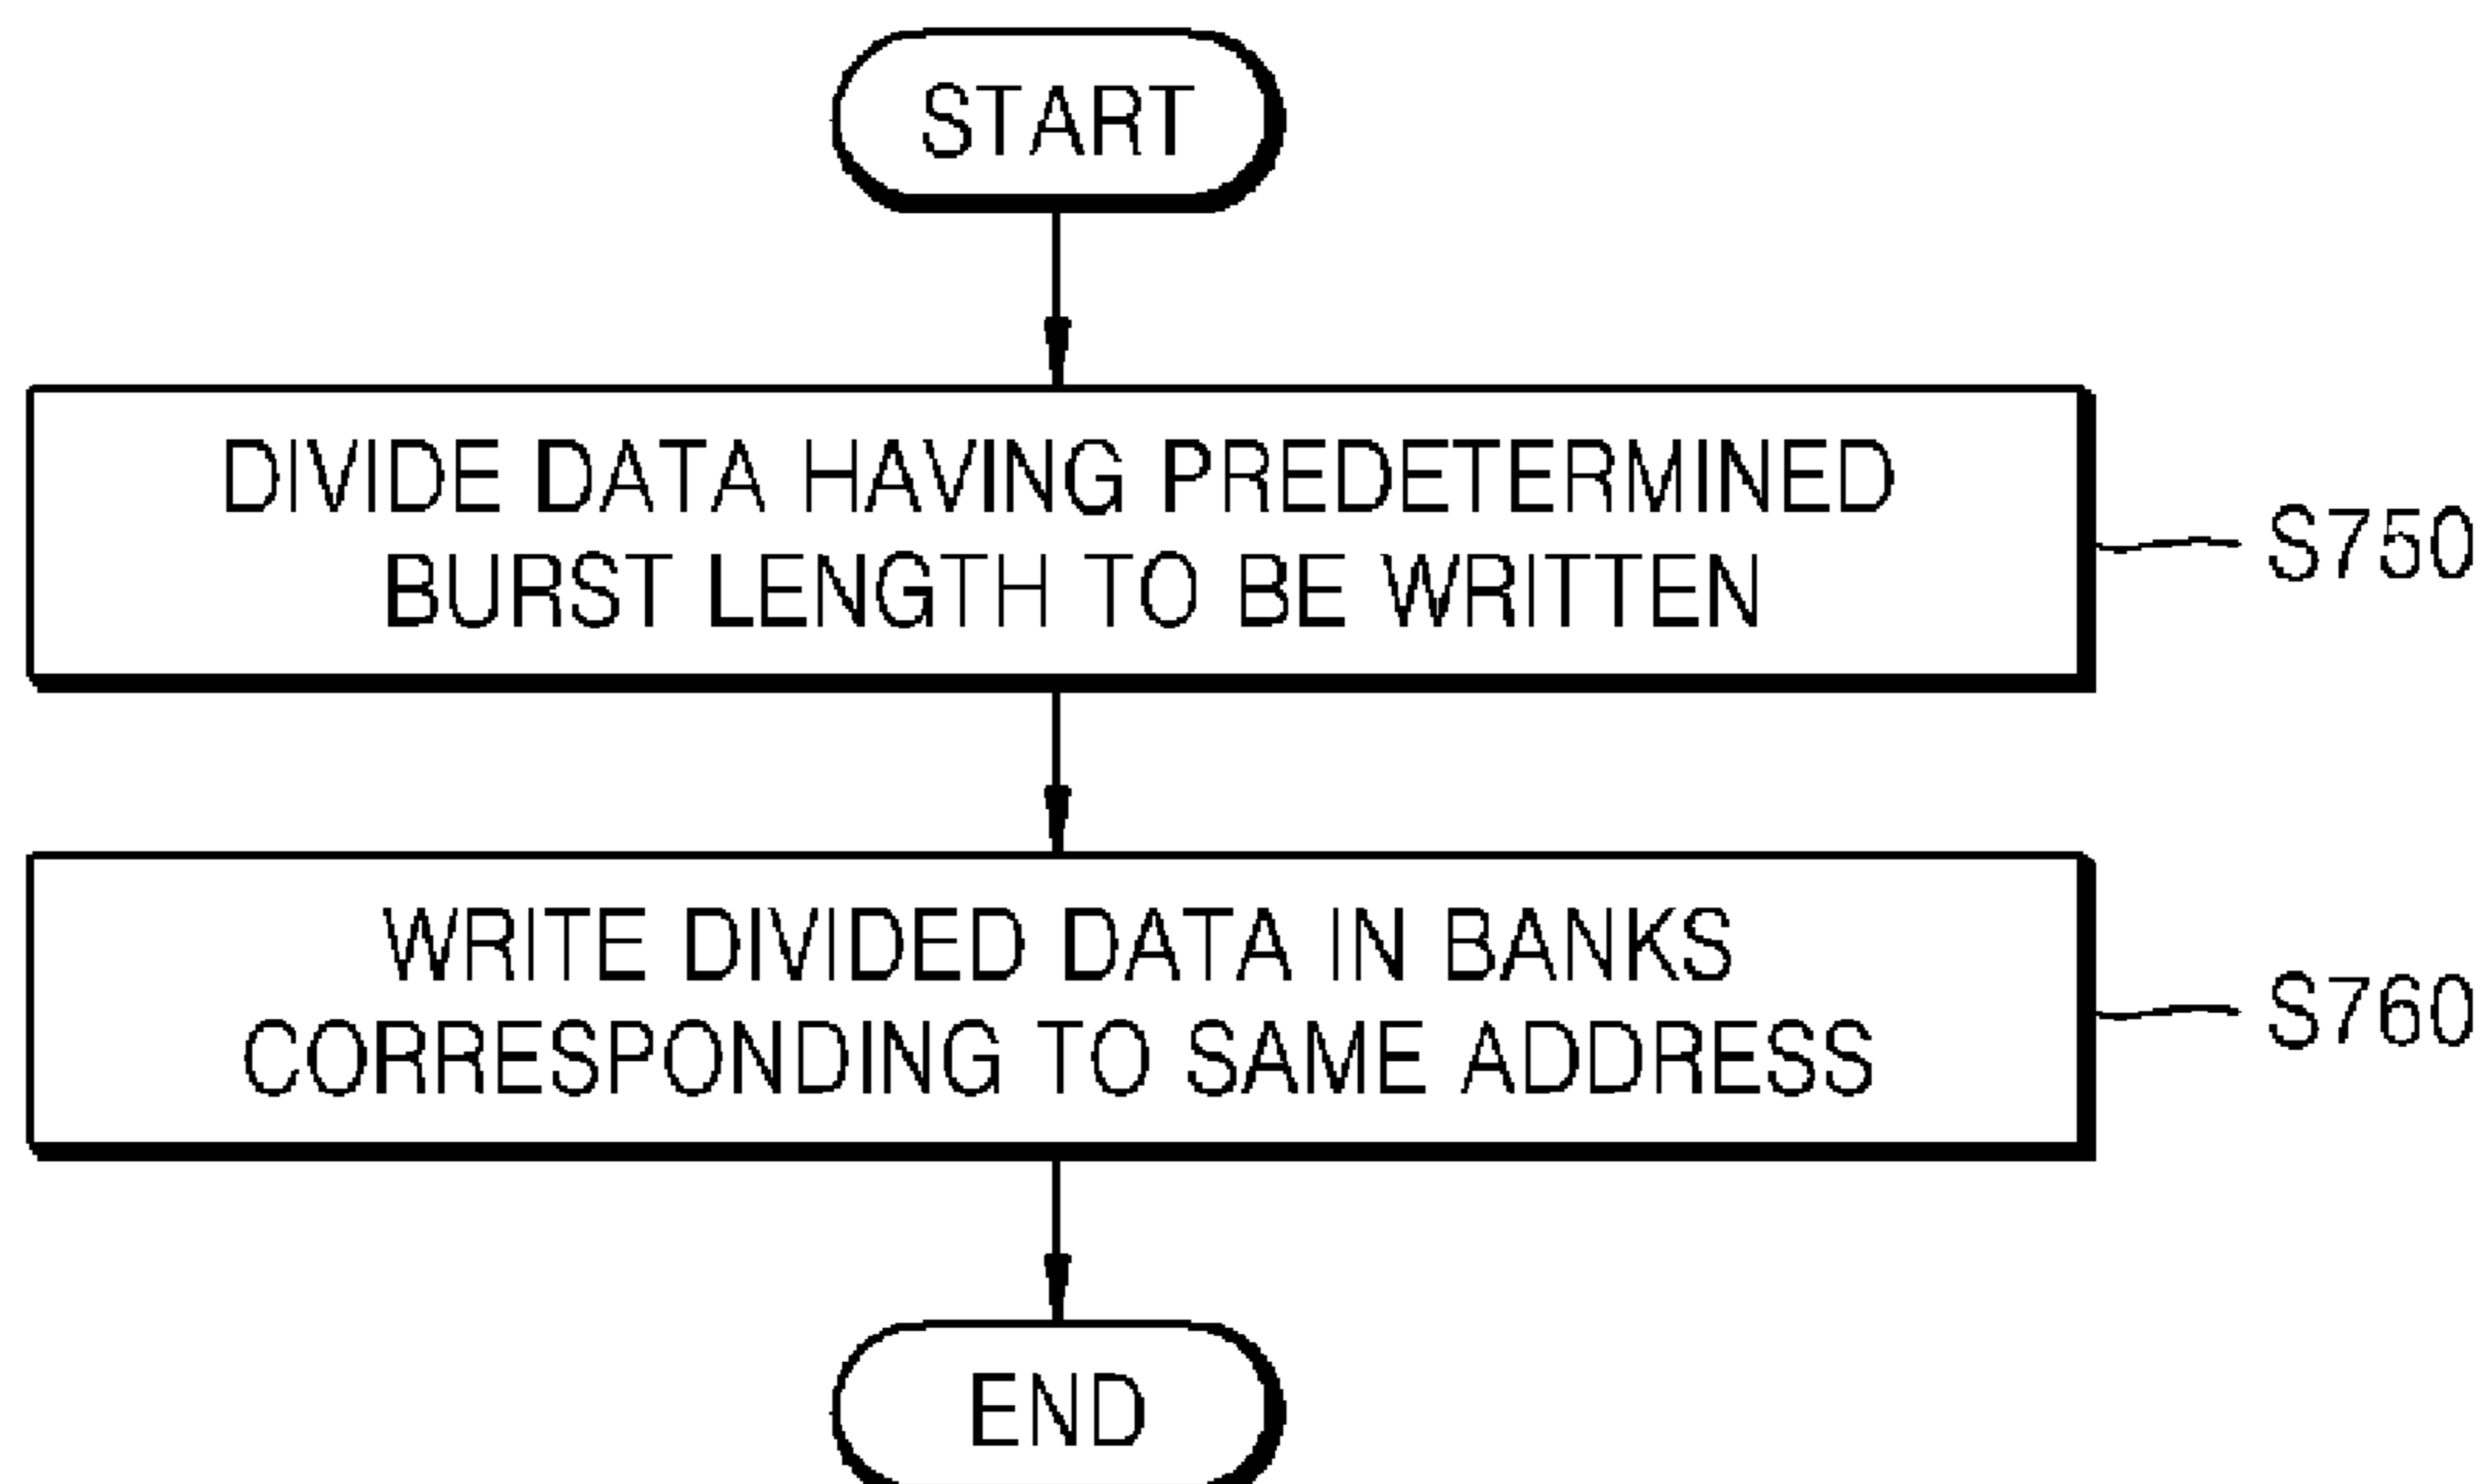 START
DIVIDE DATA HAVING PREDETERMINED
BURST LENGTH TO BE WRITTEN
S750
WRITE DIVIDED DATA IN BANKS
CORRESPONDING TO SAME ADDRESS
S760
END